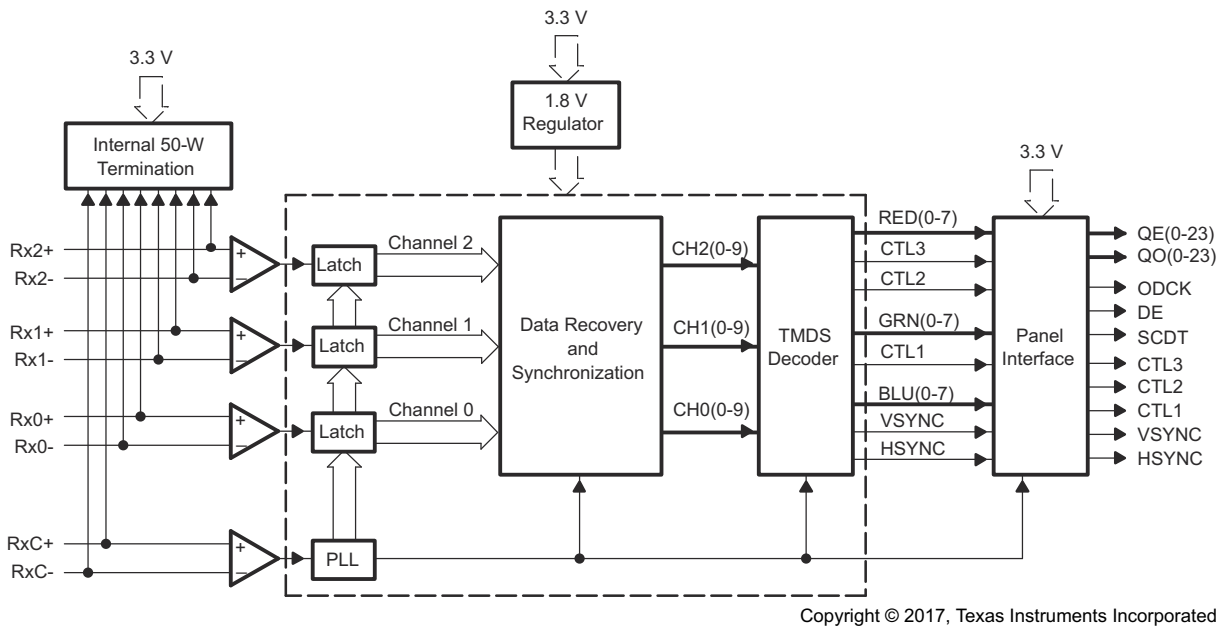 3.3 V
3.3 V
1.8 V
Regulator
Internal 50-W
Termination
3.3 V
Rx2+
Rx2-
Rx1+
Rx1-
Rx0+
Rx0-
RxC+
RxC-
+
−
+
−
+
−
+
−
Latch
Latch
Latch
PLL
Channel 2
Channel 1
Channel 0
Data Recovery
and
Synchronization
CH2(0-9)
CH1(0-9)
CH0(0-9)
TMDS
Decoder
RED(0-7)
CTL3
CTL2
GRN(0-7)
CTL1
BLU(0-7)
VSYNC
HSYNC
Panel
Interface
QE(0-23)
QO(0-23)
ODCK
DE
SCDT
CTL3
CTL2
CTL1
VSYNC
HSYNC
Copyright © 2017, Texas Instruments Incorporated